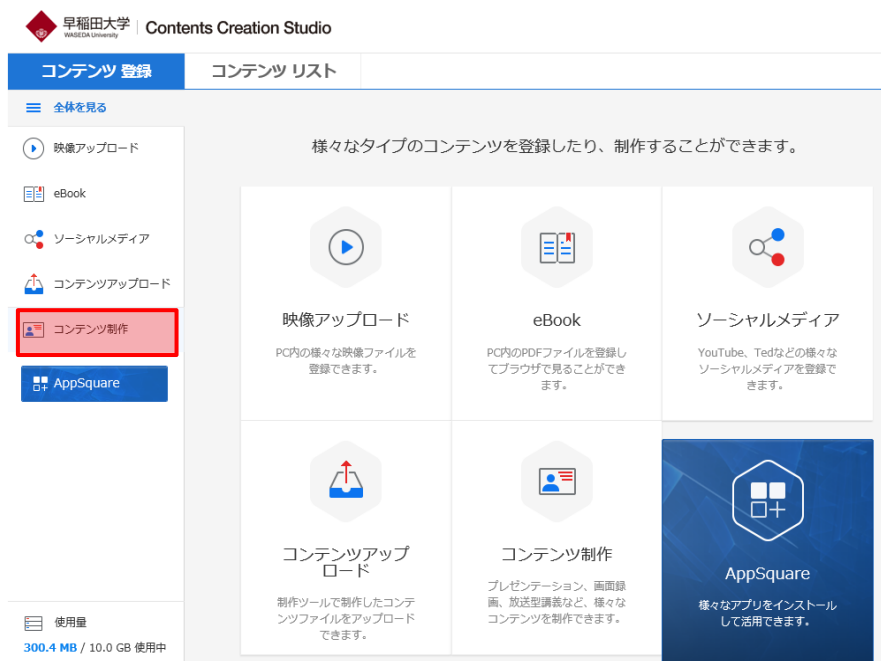 早稲田大学
WASEDA University
Contents Creation Studio
コンテンツ 登録
コンテンツ リスト
全体を見る
映像アップロード
eBook
ソーシャルメディア
コンテンツアップロード
コンテンツ制作
AppSquare
使用量
300.4 MB / 10.0 GB 使用中
様々なタイプのコンテンツを登録したり、制作することができます。
映像アップロード
PC内の様々な映像ファイルを
登録できます。
eBook
PC内のPDFファイルを登録し
てブラウザで見ることができ
ます。
ソーシャルメディア
YouTube、Tedなどの様々な
ソーシャルメディアを登録で
きます。
コンテンツアップ
ロード
制作ツールで制作したコンテ
ンツファイルをアップロード
できます。
コンテンツ制作
プレゼンテーション、画面録
画、放送型講義など、様々な
コンテンツを制作できます。
AppSquare
様々なアプリをインストール
して活用できます。